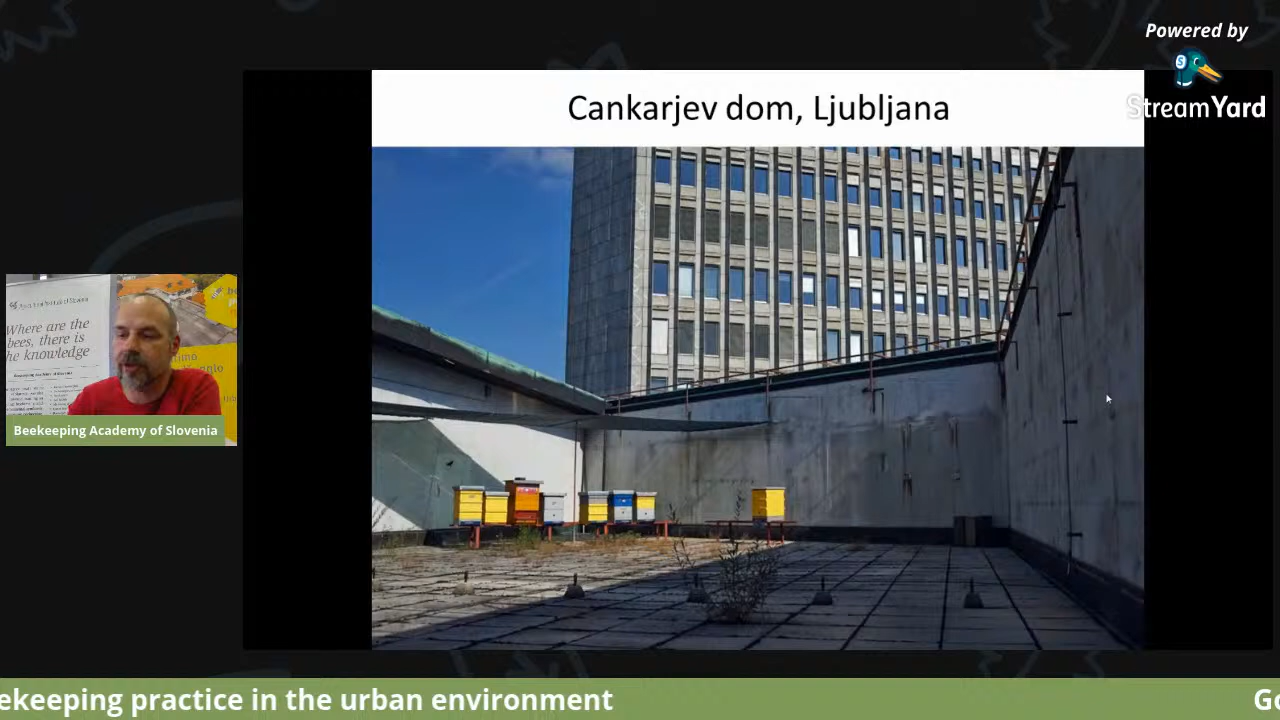 Powered by
StreamYard
Cankarjev dom, Ljubljana
Where are the
bees, there is
he knowledge
Beekeeping Academy of Slovenia
ekeeping practice in the urban environment
Go